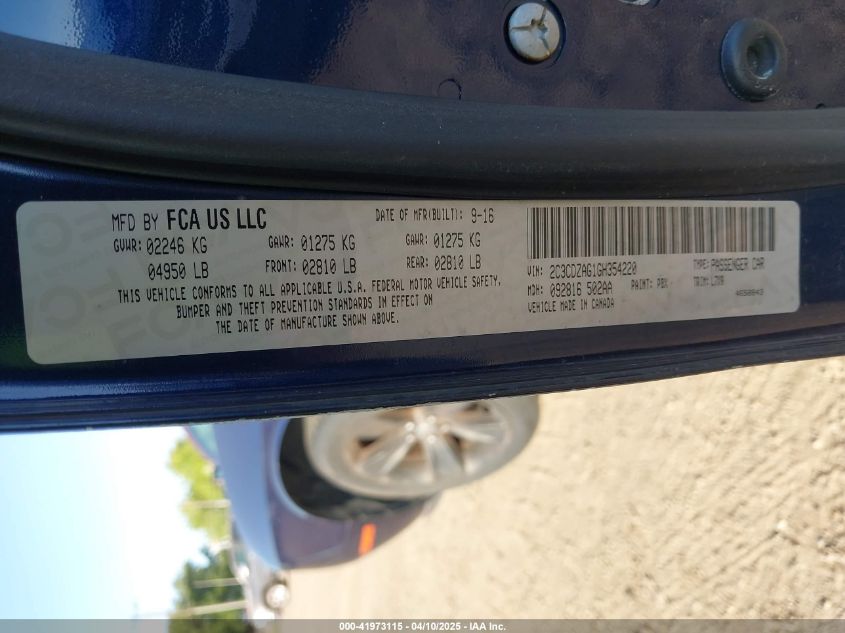 MFD BY FCA US LLC DATE OF MFR(BUILT): 9-16
GVWR: 02246 KG GAWR: 01275 KG GAWR: 01275 KG
04950 LB FRONT: 02810 LB REAR: 02810 LB
THIS VEHICLE CONFORMS TO ALL APPLICABLE U.S.A. FEDERAL MOTOR VEHICLE SAFETY,
BUMPER AND THEFT PREVENTION STANDARDS IN EFFECT ON
THE DATE OF MANUFACTURE SHOWN ABOVE.
VIN: 2C3CDZAG1GH354220 TYPE: PASSENGER CAR
MDH: 092816 502AA PAINT: PBX TRIM:
VEHICLE MADE IN CANADA
000-41973115 - 04/10/2025 - IAA Inc.